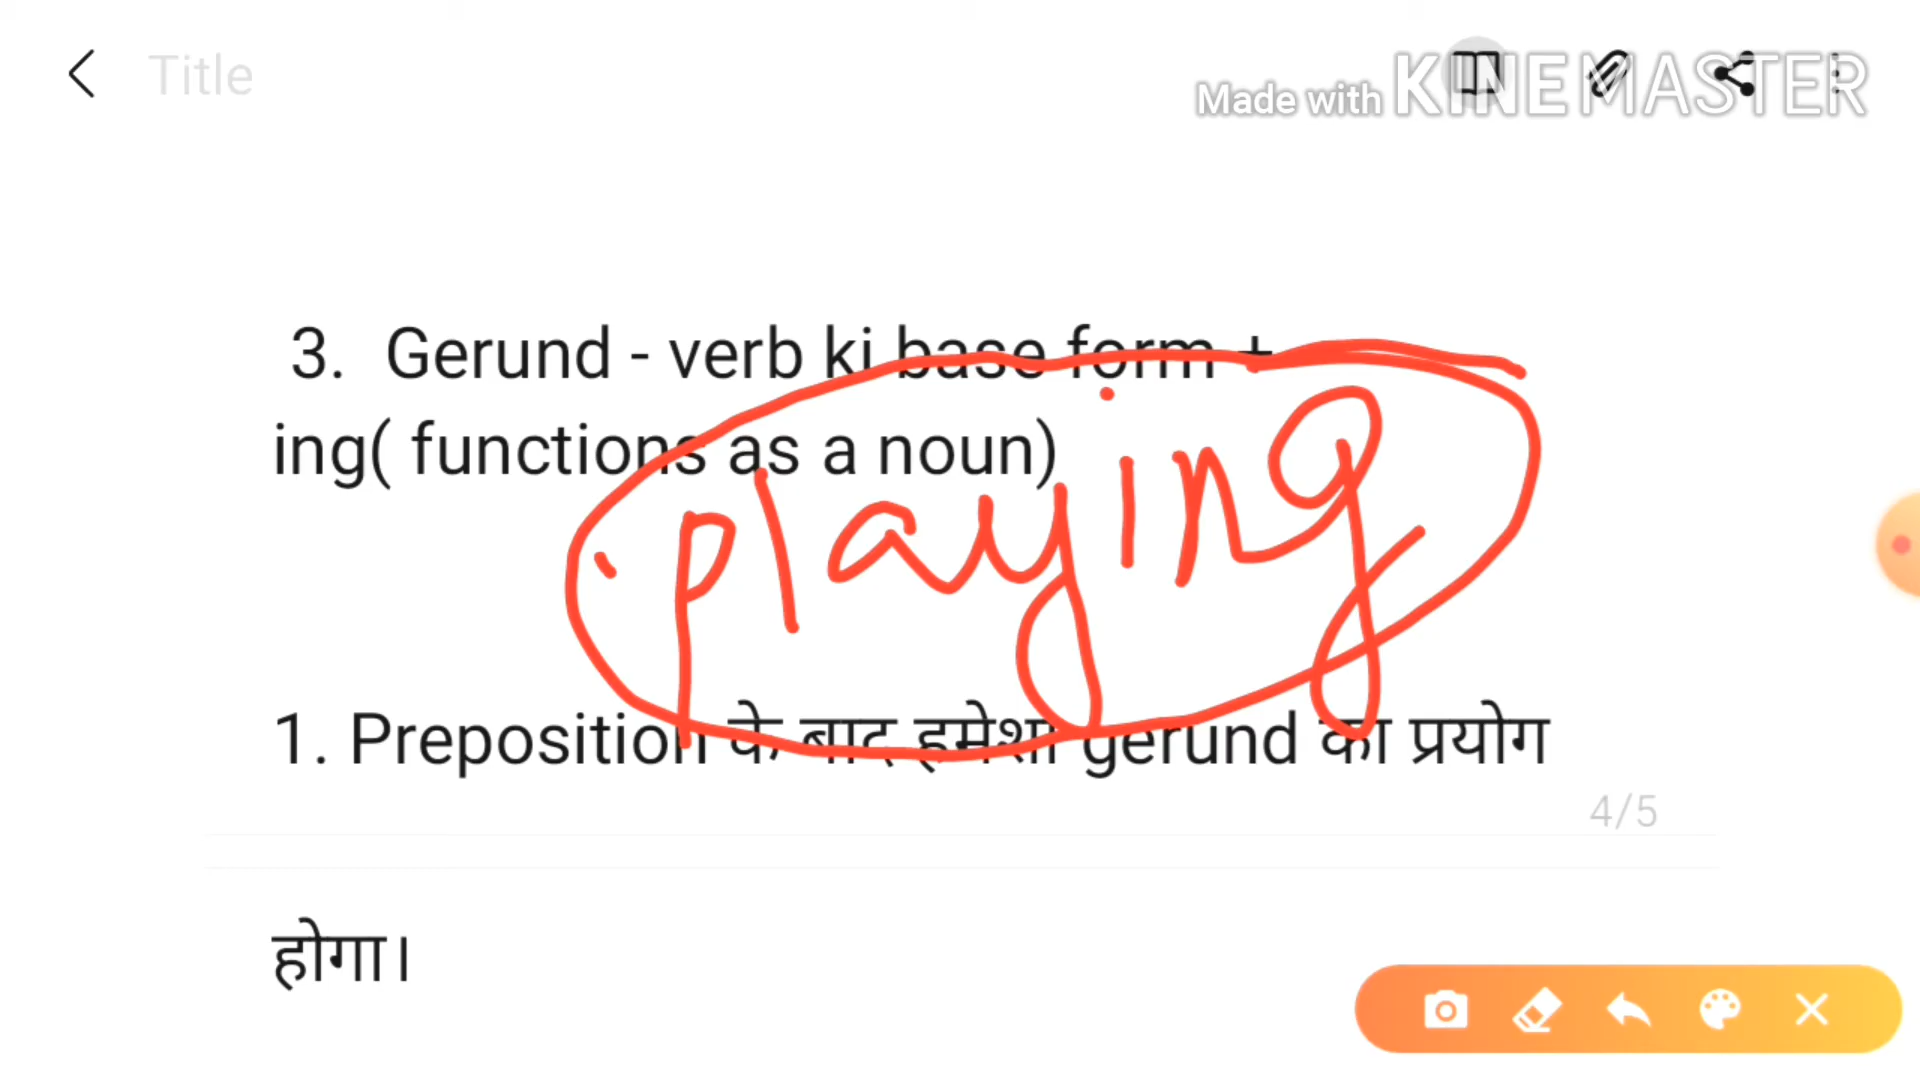 Title
Made with KINEMASTER
3. Gerund - verb ki base form +
ing( functions as a noun)
playing
1. Preposition के बाद हमेशा gerund का प्रयोग
4/5
होगा।